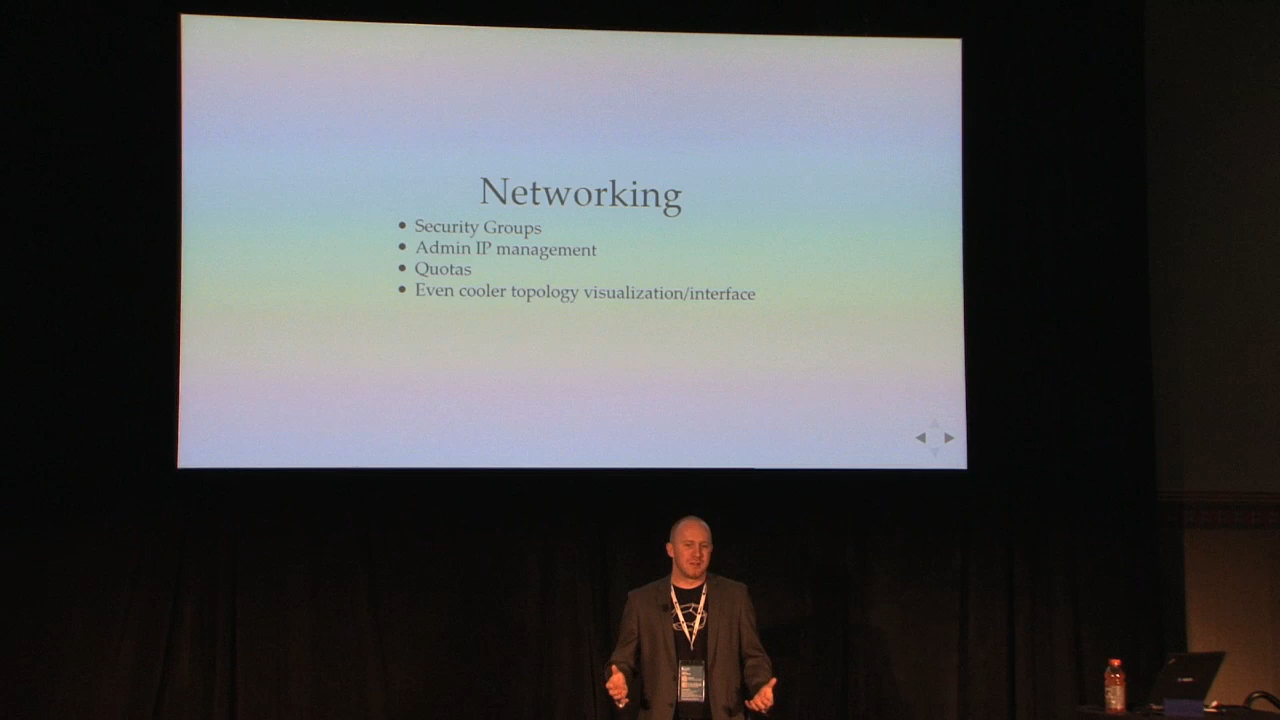 Networking
Security Groups
Admin IP management
Quotas
Even cooler topology visualization/interface